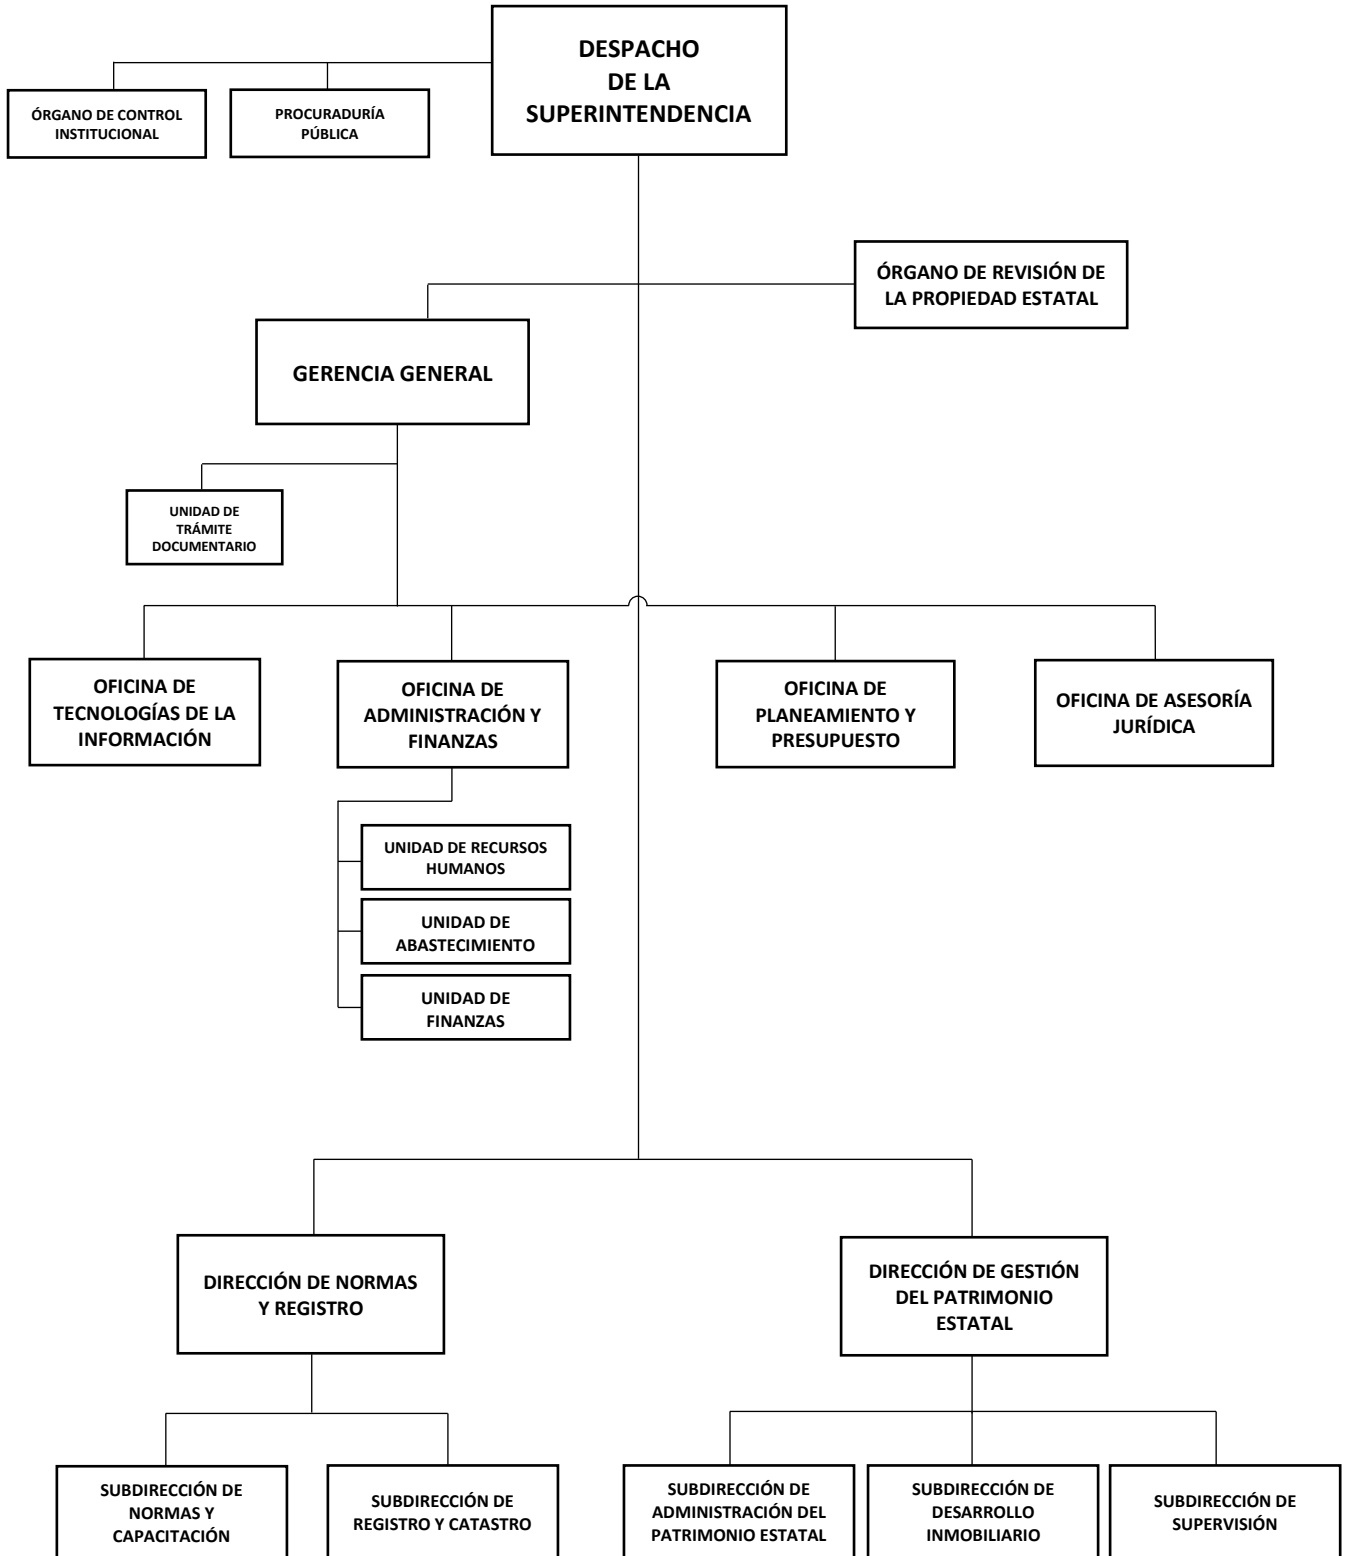 DESPACHO
DE LA
SUPERINTENDENCIA
ÓRGANO DE CONTROL
INSTITUCIONAL
PROCURADURÍA
PÚBLICA
ÓRGANO DE REVISIÓN DE
LA PROPIEDAD ESTATAL
GERENCIA GENERAL
UNIDAD DE
TRÁMITE
DOCUMENTARIO
OFICINA DE
TECNOLOGÍAS DE LA
INFORMACIÓN
OFICINA DE
ADMINISTRACIÓN Y
FINANZAS
OFICINA DE
PLANEAMIENTO Y
PRESUPUESTO
OFICINA DE ASESORÍA
JURÍDICA
UNIDAD DE RECURSOS
HUMANOS
UNIDAD DE
ABASTECIMIENTO
UNIDAD DE
FINANZAS
DIRECCIÓN DE NORMAS
Y REGISTRO
DIRECCIÓN DE GESTIÓN
DEL PATRIMONIO
ESTATAL
SUBDIRECCIÓN DE
NORMAS Y
CAPACITACIÓN
SUBDIRECCIÓN DE
REGISTRO Y CATASTRO
SUBDIRECCIÓN DE
ADMINISTRACIÓN DEL
PATRIMONIO ESTATAL
SUBDIRECCIÓN DE
DESARROLLO
INMOBILIARIO
SUBDIRECCIÓN DE
SUPERVISIÓN